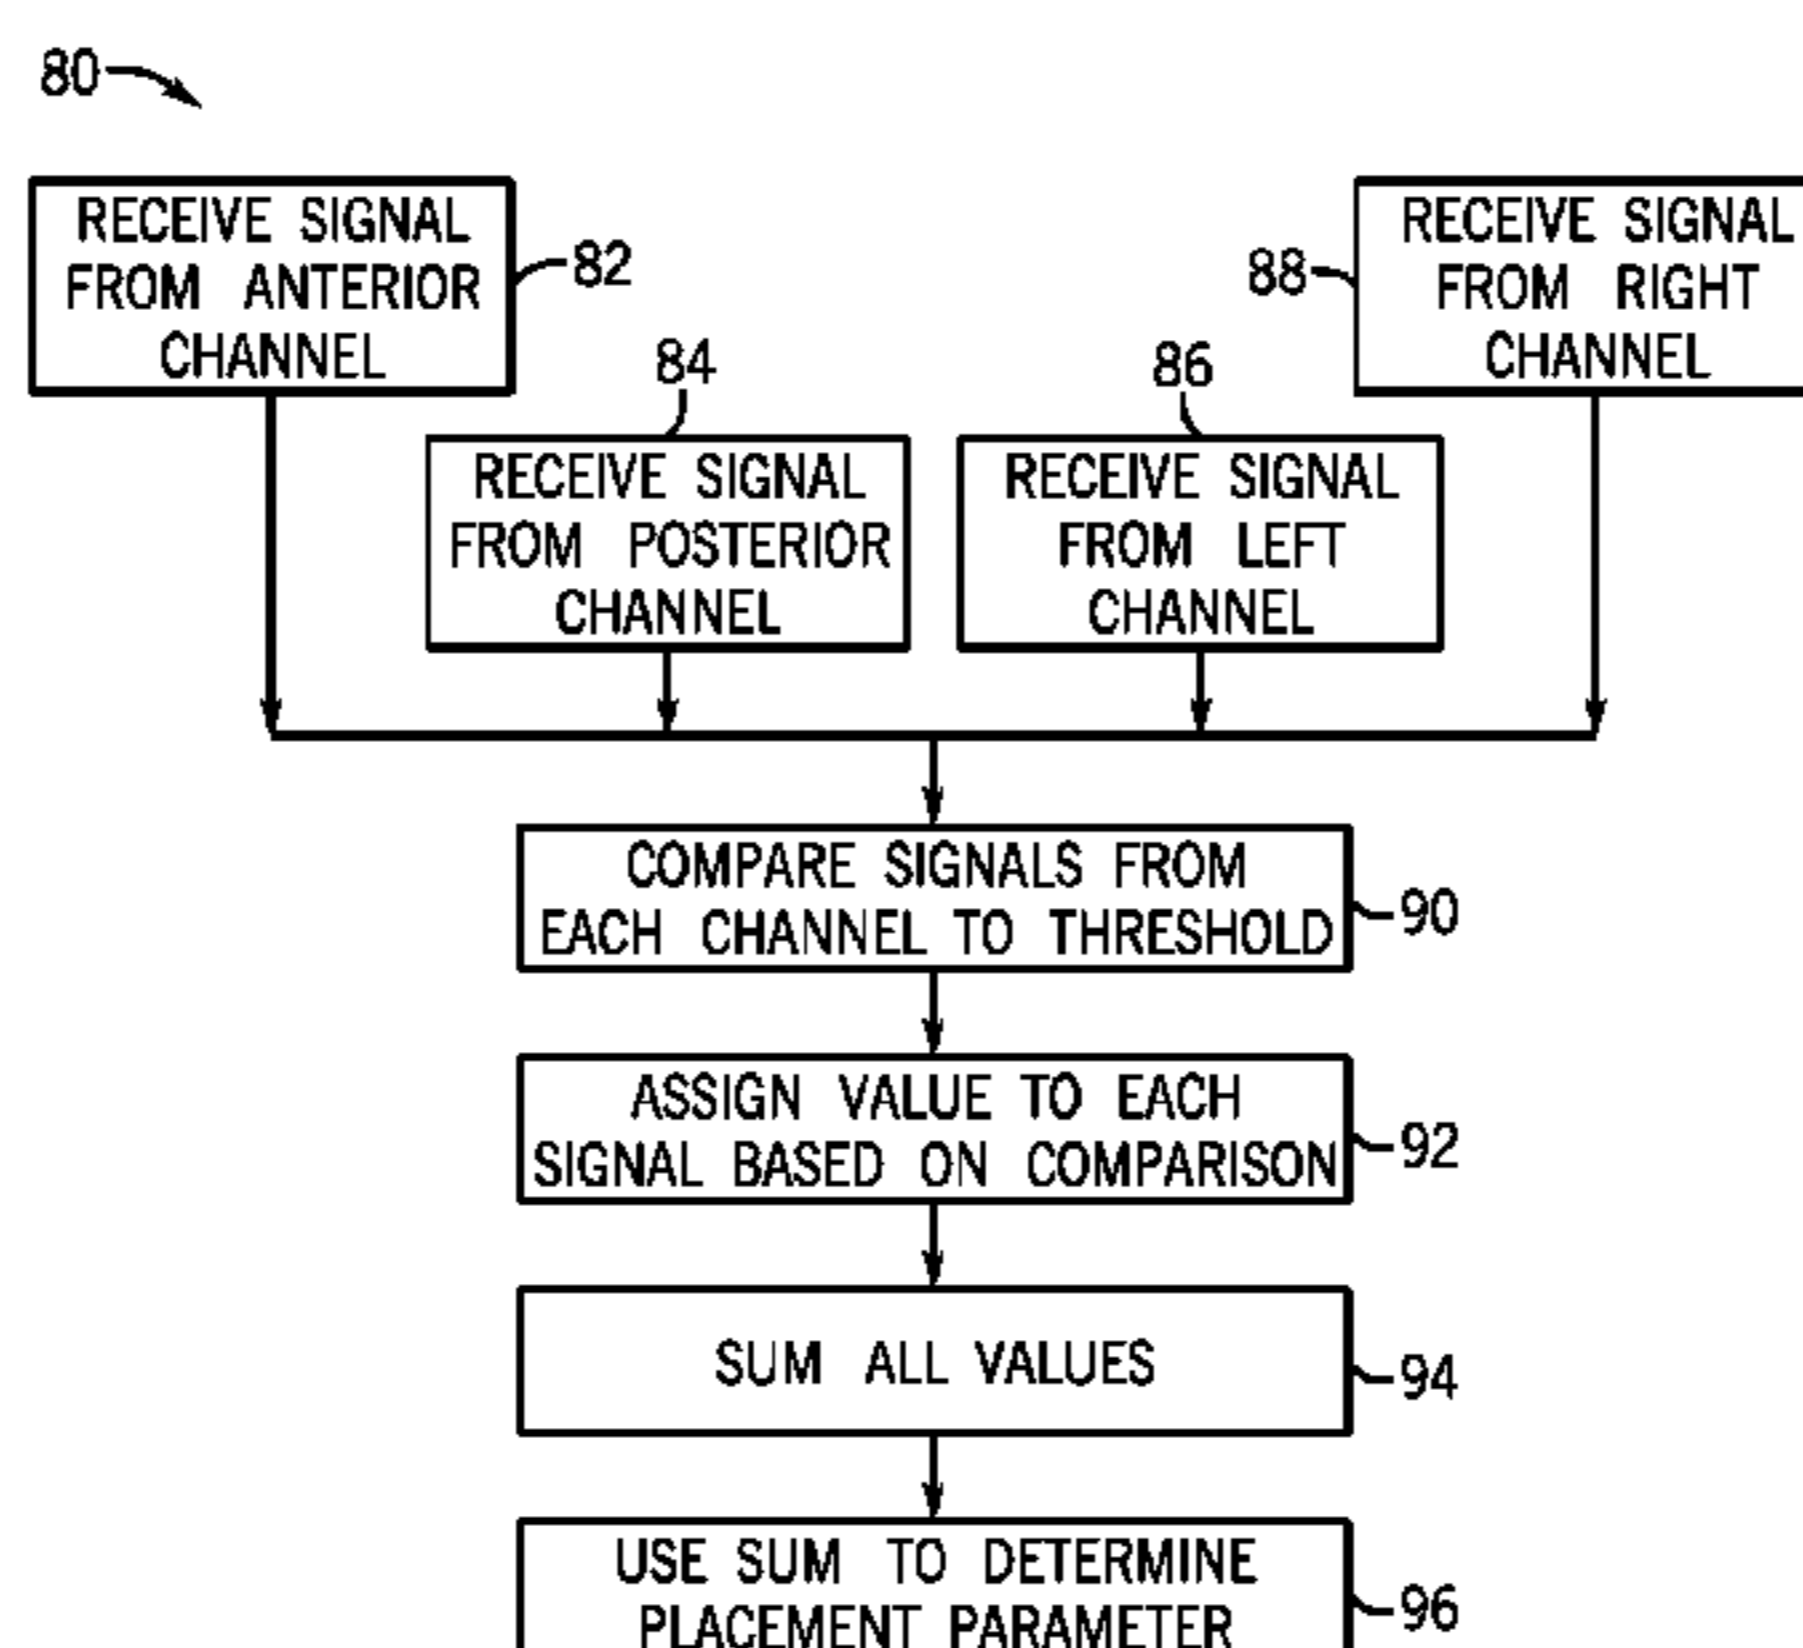 80
RECEIVE SIGNAL
FROM ANTERIOR
CHANNEL
82
88
RECEIVE SIGNAL
FROM RIGHT
CHANNEL
84
RECEIVE SIGNAL
FROM POSTERIOR
CHANNEL
86
RECEIVE SIGNAL
FROM LEFT
CHANNEL
COMPARE SIGNALS FROM
EACH CHANNEL TO THRESHOLD
90
ASSIGN VALUE TO EACH
SIGNAL BASED ON COMPARISON
92
SUM ALL VALUES
94
USE SUM TO DETERMINE
PLACEMENT PARAMETER
96